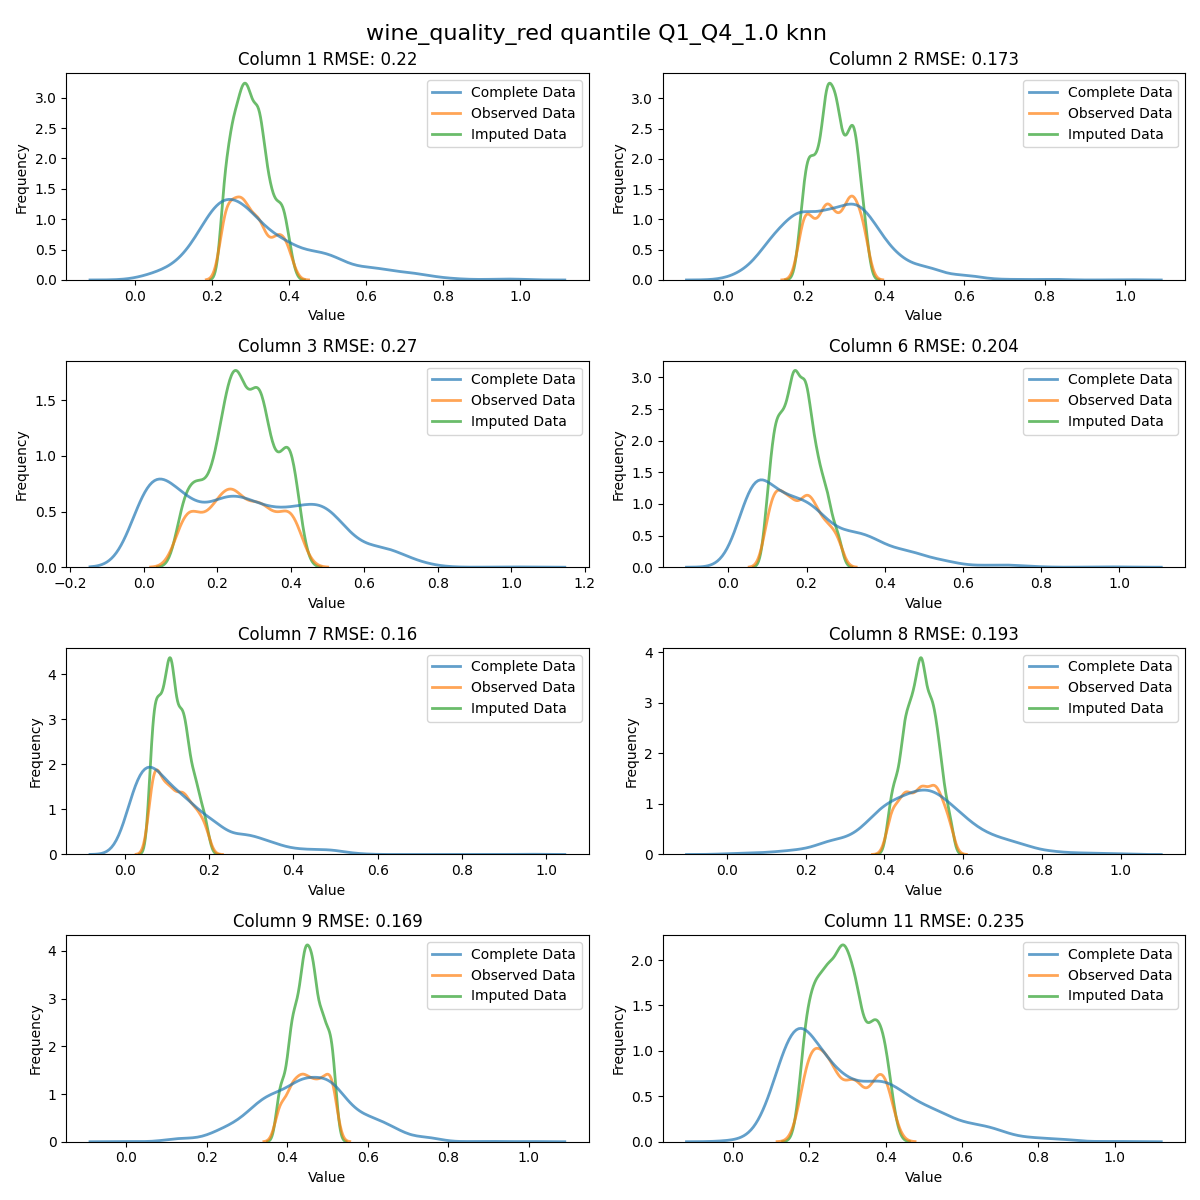 wine_quality_red quantile Q1_Q4_1.0 knn
Column 1 RMSE: 0.22
Complete Data
Observed Data
Imputed Data
Frequency
3.0
2.5
2.0
1.5
1.0
0.5
0.0
0.0 0.2 0.4 0.6 0.8 1.0
Value
Column 2 RMSE: 0.173
Complete Data
Observed Data
Imputed Data
Frequency
3.0
2.5
2.0
1.5
1.0
0.5
0.0
0.0 0.2 0.4 0.6 0.8 1.0
Value
Column 3 RMSE: 0.27
Complete Data
Observed Data
Imputed Data
Frequency
1.5
1.0
0.5
0.0
−0.2 0.0 0.2 0.4 0.6 0.8 1.0 1.2
Value
Column 6 RMSE: 0.204
Complete Data
Observed Data
Imputed Data
Frequency
3.0
2.5
2.0
1.5
1.0
0.5
0.0
0.0 0.2 0.4 0.6 0.8 1.0
Value
Column 7 RMSE: 0.16
Complete Data
Observed Data
Imputed Data
Frequency
4
3
2
1
0
0.0 0.2 0.4 0.6 0.8 1.0
Value
Column 8 RMSE: 0.193
Complete Data
Observed Data
Imputed Data
Frequency
4
3
2
1
0
0.0 0.2 0.4 0.6 0.8 1.0
Value
Column 9 RMSE: 0.169
Complete Data
Observed Data
Imputed Data
Frequency
4
3
2
1
0
0.0 0.2 0.4 0.6 0.8 1.0
Value
Column 11 RMSE: 0.235
Complete Data
Observed Data
Imputed Data
Frequency
2.0
1.5
1.0
0.5
0.0
0.0 0.2 0.4 0.6 0.8 1.0
Value